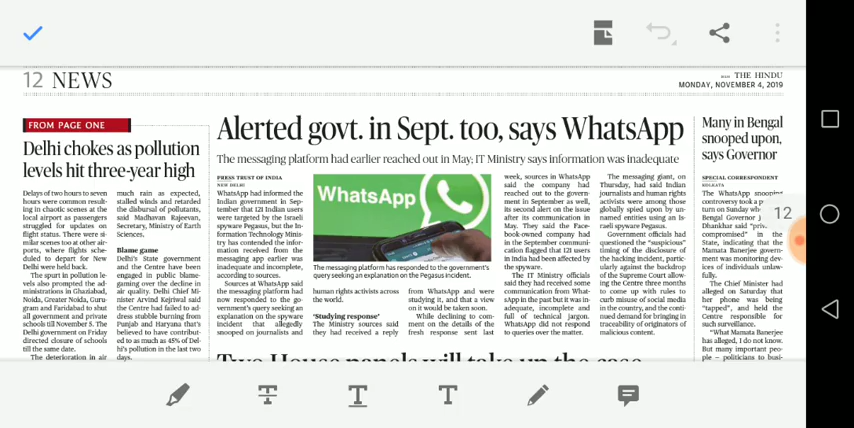 12 NEWS
THE HINDU
MONDAY, NOVEMBER 4, 2019
FROM PAGE ONE
Delhi chokes as pollution
levels hit three-year high
Delays of two hours to seven
hours were common result-
ing in chaotic scenes at the
local airport as passengers
struggled for updates on
flight status. There were si-
milar scenes too at other air-
ports, where flights sche-
duled to depart for New
Delhi were held back.
The spurt in pollution le-
vels also prompted the ad-
ministrations in Ghaziabad,
Noida, Greater Noida, Guru-
gram and Faridabad to shut
all government and private
schools till November 5. The
Delhi government on Friday
directed closure of schools
till the same date.
The deterioration in air
much rain as expected,
stalled winds and retarded
the disbursal of pollutants,
said Madhavan Rajeevan,
Secretary, Ministry of Earth
Sciences.
Blame game
Delhi's State government
and the Centre have been
engaged in public blame-
gaming over the decline in
air quality. Delhi Chief Mi-
nister Arvind Kejriwal said
the Centre had failed to ad-
dress stubble burning from
Punjab and Haryana that's
believed to have contribut-
ed to as much as 45% of Del-
hi's pollution in the last two
days.
Alerted govt. in Sept. too, says WhatsApp
The messaging platform had earlier reached out in May; IT Ministry says information was inadequate
PRESS TRUST OF INDIA
NEW DELHI
WhatsApp had informed the
Indian government in Sep-
tember that 121 Indian users
were targeted by the Israeli
spyware Pegasus, but the In-
formation Technology Minis-
try has contended the infor-
mation received from the
messaging app earlier was
inadequate and incomplete,
according to sources.
Sources at WhatsApp said
the messaging platform had
now responded to the go-
vernment's query seeking an
explanation on the spyware
incident that allegedly
snooped on journalists and
WhatsApp
The messaging platform has responded to the government's
query seeking an explanation on the Pegasus incident.
human rights activists across
the world.
'Studying response'
The Ministry sources said
they had received a reply
from WhatsApp and were
studying it, and that a view
on it would be taken soon.
While declining to com-
ment on the details of the
fresh response sent last
week, sources in WhatsApp
said the company had
reached out to the govern-
ment in September as well,
its second alert on the issue
after its communication in
May. They said the Face-
book-owned company had
in the September communi-
cation flagged that 121 users
in India had been affected by
the spyware.
The IT Ministry officials
said they had received some
communication from What-
sApp in the past but it was in-
adequate, incomplete and
full of technical jargon.
WhatsApp did not respond
to queries over the matter.
The messaging giant, on
Thursday, had said Indian
journalists and human rights
activists were among those
globally spied upon by un-
named entities using an Is-
raeli spyware Pegasus.
Government officials had
questioned the "suspicious"
timing of the disclosure of
the hacking incident, partic-
ularly against the backdrop
of the Supreme Court allow-
ing the Centre three months
to come up with rules to
curb misuse of social media
in the country, and the conti-
nued demand for bringing in
traceability of originators of
malicious content.
Many in Bengal
snooped upon,
says Governor
SPECIAL CORRESPONDENT
KOLKATA
The WhatsApp snooping
controversy took a
turn on Sunday
Bengal Governor
Dhankhar said
compromised" in the
State, indicating that the
Mamata Banerjee govern-
ment was monitoring dev-
ices of individuals unlaw-
fully.
The Chief Minister had
alleged on Saturday that
her phone was being
"tapped", and held the
Centre responsible for
such surveillance.
"What Mamata Banerjee
has alleged, I do not know.
But many important peo-
ple – politicians to busi-
12
Two House panels will take up the case
T
T
T